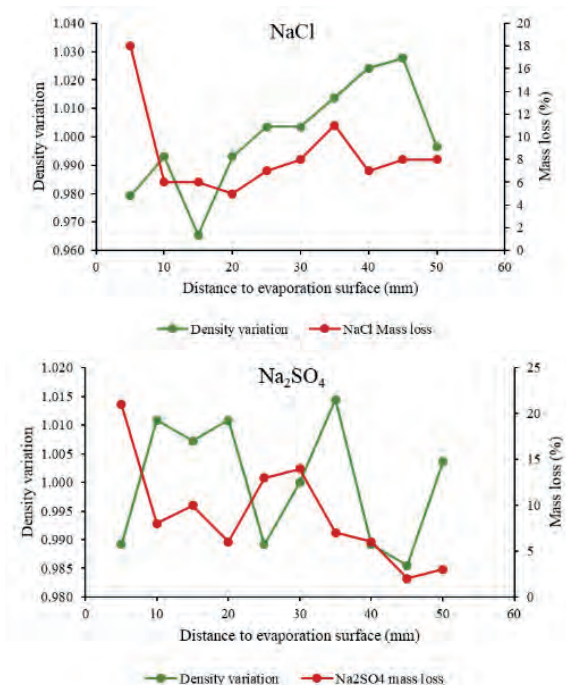 NaCl
1.040
1.030
1.020
1.010
1.000
0.990
0.980
0.970
0.960
Density variation
20
18
16
14
12
10
8
6
4
2
0
Mass loss (%)
0 10 20 30 40 50 60
Distance to evaporation surface (mm)
Density variation NaCl Mass loss
Na₂SO₄
1.020
1.015
1.010
1.005
1.000
0.995
0.990
0.985
0.980
Density variation
25
20
15
10
5
0
Mass loss (%)
0 10 20 30 40 50 60
Distance to evaporation surface (mm)
Density variation Na2SO4 mass loss